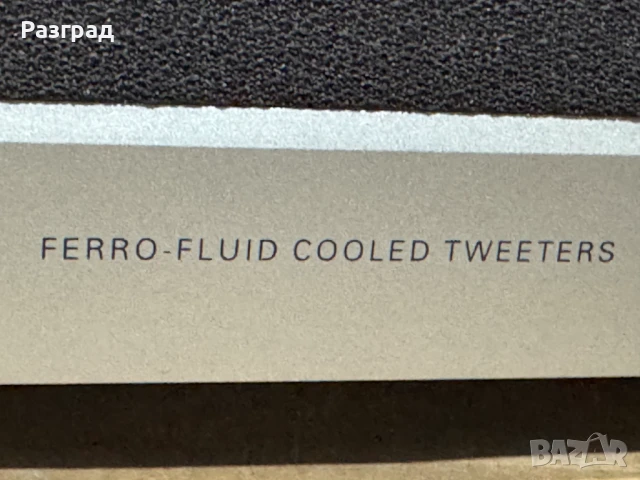 Разград
FERRO-FLUID COOLED TWEETERS
BAZAR